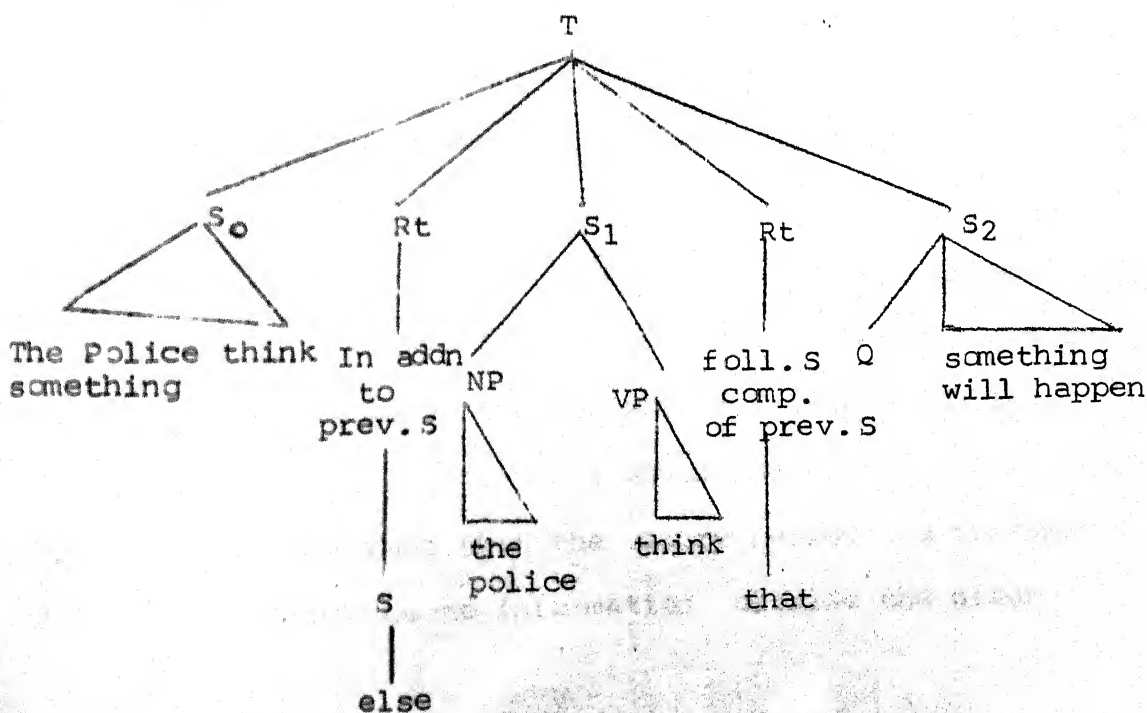 T
S₀ Rt S₁ Rt S₂
The Police think
something
In addn
to
prev.S
NP
VP
foll.S
comp.
of prev.S
Q
something
will happen
the
police
think
S
that
else